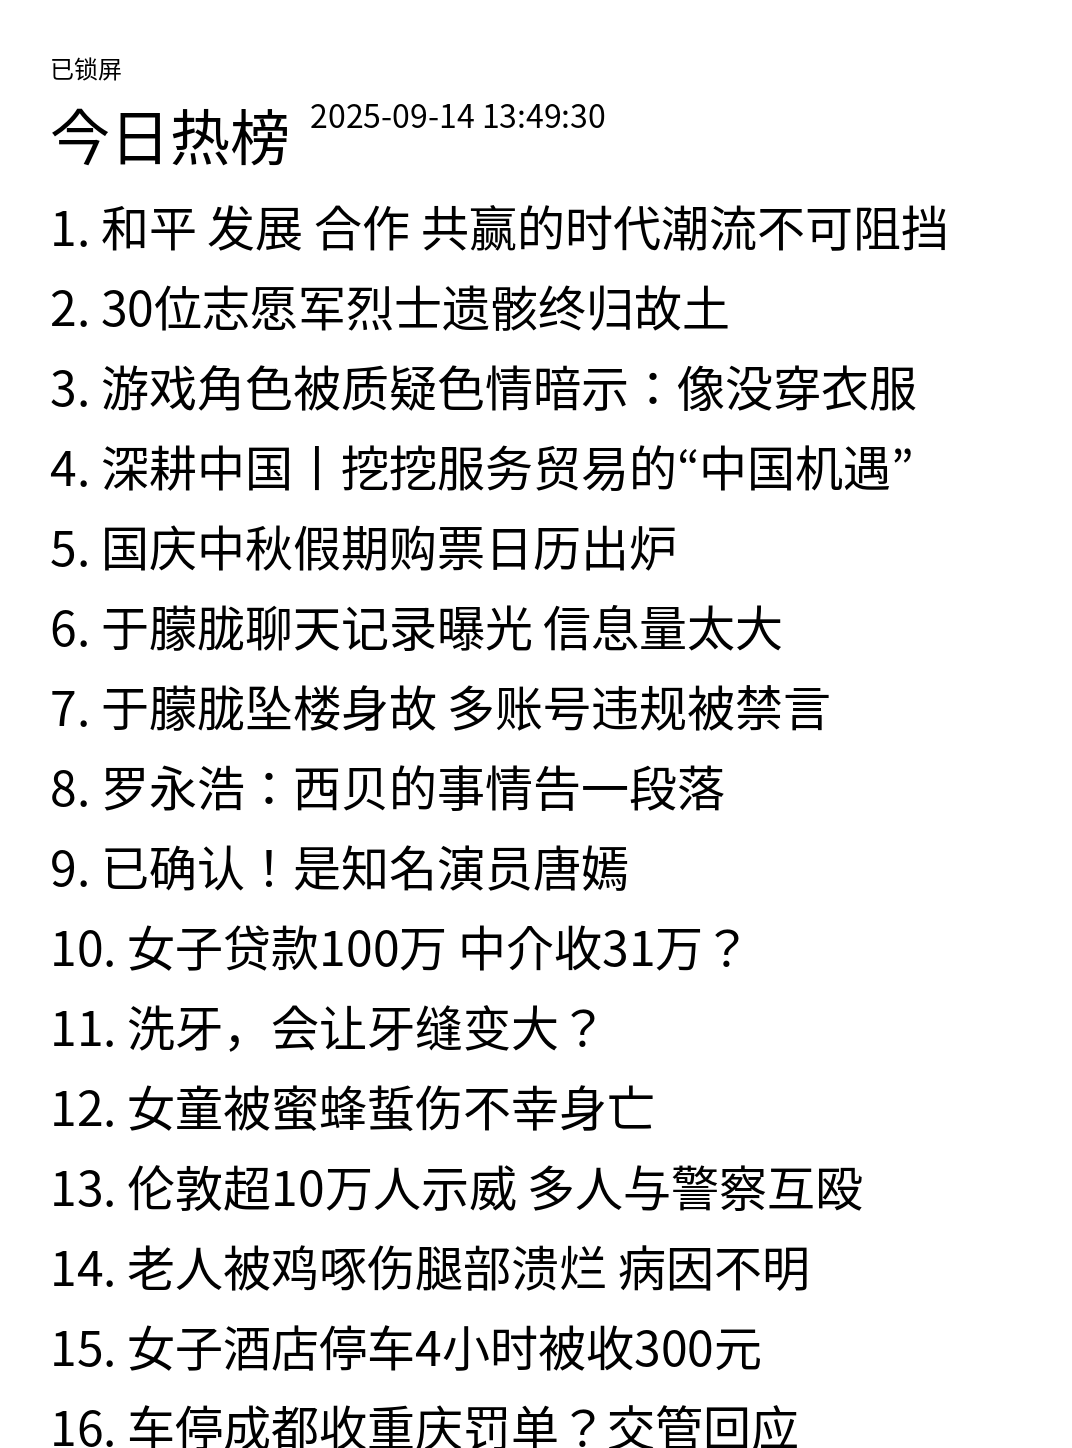 已锁屏
今日热榜 2025-09-14 13:49:30
1. 和平 发展 合作 共赢的时代潮流不可阻挡
2. 30位志愿军烈士遗骸终归故土
3. 游戏角色被质疑色情暗示：像没穿衣服
4. 深耕中国丨挖挖服务贸易的“中国机遇”
5. 国庆中秋假期购票日历出炉
6. 于朦胧聊天记录曝光 信息量太大
7. 于朦胧坠楼身故 多账号违规被禁言
8. 罗永浩：西贝的事情告一段落
9. 已确认！是知名演员唐嫣
10. 女子贷款100万 中介收31万？
11. 洗牙，会让牙缝变大？
12. 女童被蜜蜂蜇伤不幸身亡
13. 伦敦超10万人示威 多人与警察互殴
14. 老人被鸡啄伤腿部溃烂 病因不明
15. 女子酒店停车4小时被收300元
16. 车停成都收重庆罚单？交管回应